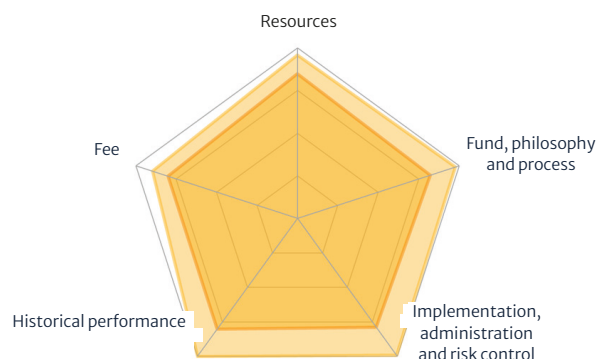 Resources
Fee
Fund, philosophy
and process
Historical performance
Implementation,
administration
and risk control